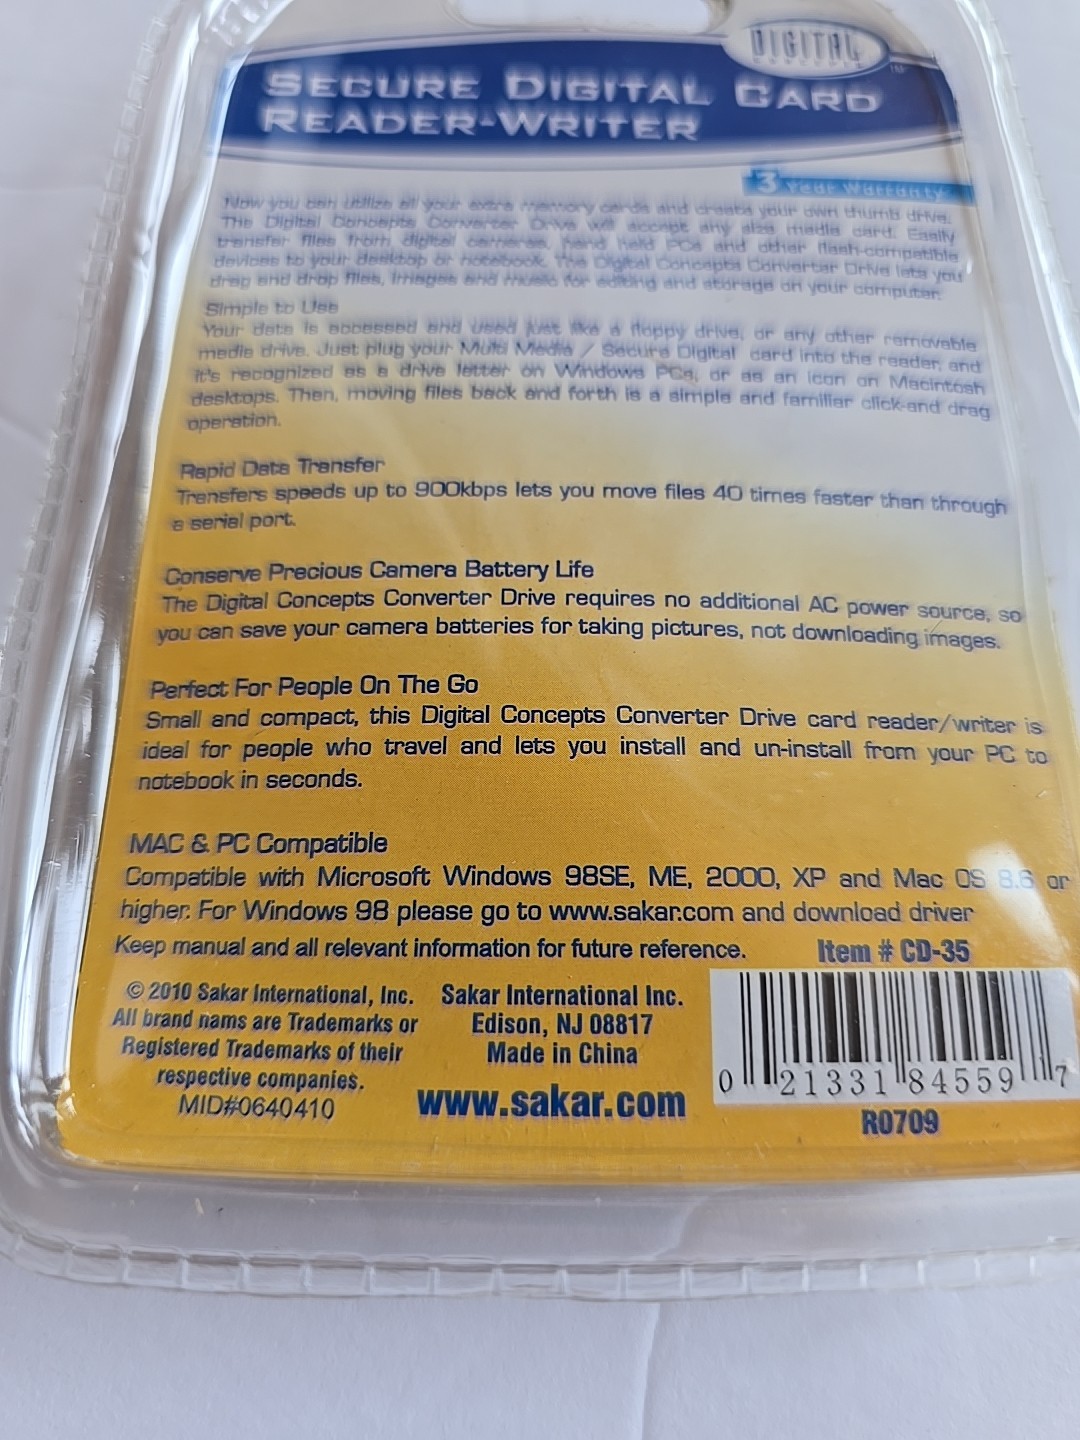 DIGITAL
CONCEPTS
TM
SECURE DIGITAL CARD
READER-WRITER
3 Year Warranty
Now you can utilize all your extra memory cards and create your own thumb drive.
The Digital Concepts Converter Drive will accept any size media card. Easily
transfer files from digital cameras, hand held PCs and other flash-compatible
devices to your desktop or notebook. The Digital Concepts Converter Drive lets you
drag and drop files, images and music for editing and storage on your computer.
Simple to Use
Your data is accessed and used just like a floppy drive, or any other removable
media drive. Just plug your Multi Media / Secure Digital card into the reader, and
it's recognized as a drive letter on Windows PCs, or as an icon on Macintosh
desktops. Then, moving files back and forth is a simple and familiar click-and drag
operation.
Rapid Data Transfer
Transfers speeds up to 900kbps lets you move files 40 times faster than through
a serial port.
Conserve Precious Camera Battery Life
The Digital Concepts Converter Drive requires no additional AC power source, so
you can save your camera batteries for taking pictures, not downloading images.
Perfect For People On The Go
Small and compact, this Digital Concepts Converter Drive card reader/writer is
ideal for people who travel and lets you install and un-install from your PC to
notebook in seconds.
MAC & PC Compatible
Compatible with Microsoft Windows 98SE, ME, 2000, XP and Mac OS 8.6 or
higher. For Windows 98 please go to www.sakar.com and download driver
Keep manual and all relevant information for future reference.
Item # CD-35
© 2010 Sakar International, Inc.
All brand nams are Trademarks or
Registered Trademarks of their
respective companies.
MID#0640410
Sakar International Inc.
Edison, NJ 08817
Made in China
www.sakar.com
0 21331 84559 7
R0709